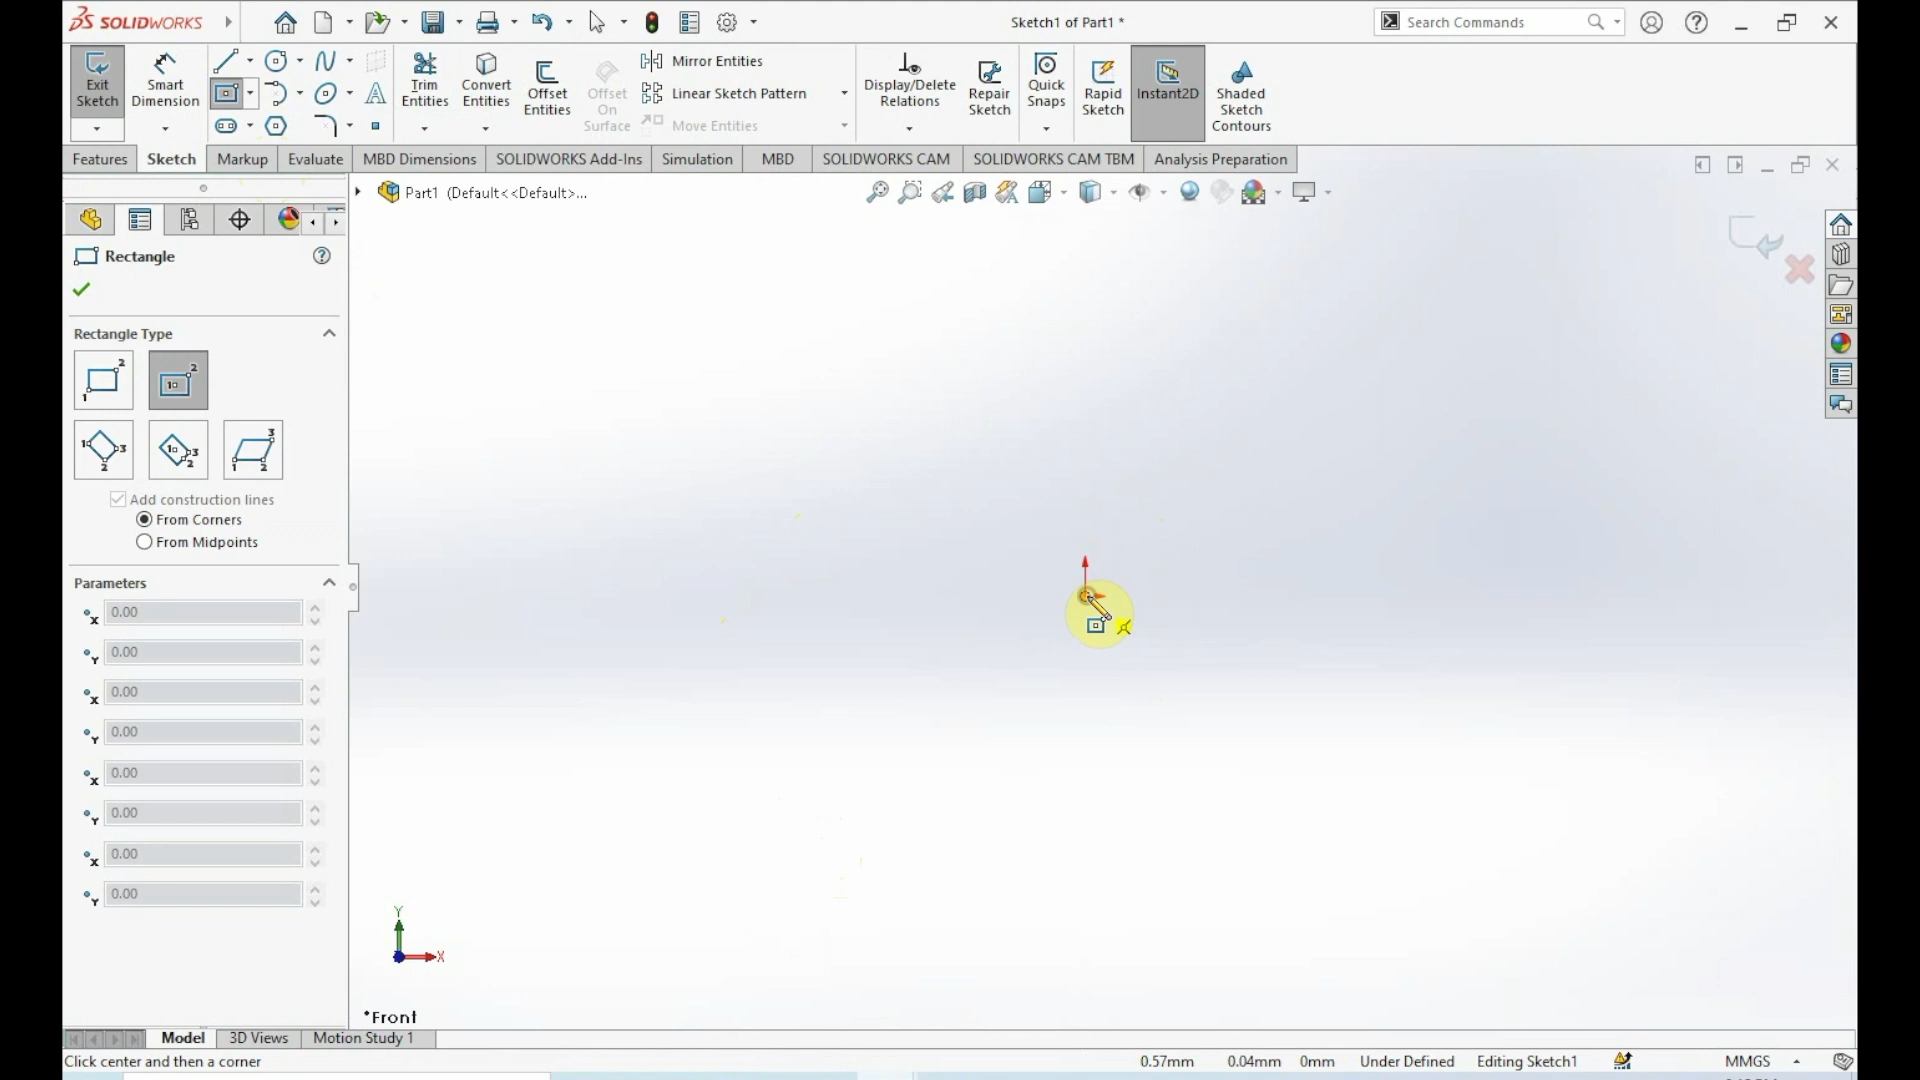 SOLIDWORKS
Sketch1 of Part1 *
Search Commands
Exit Sketch
Smart Dimension
Trim Entities
Convert Entities
Offset Entities
Offset On Surface
Mirror Entities
Linear Sketch Pattern
Move Entities
Display/Delete Relations
Repair Sketch
Quick Snaps
Rapid Sketch
Instant2D
Shaded Sketch Contours
Features
Sketch
Markup
Evaluate
MBD Dimensions
SOLIDWORKS Add-Ins
Simulation
MBD
SOLIDWORKS CAM
SOLIDWORKS CAM TBM
Analysis Preparation
Part1 (Default<<Default>...
Rectangle
Rectangle Type
Add construction lines
From Corners
From Midpoints
Parameters
X 0.00
Y 0.00
X 0.00
Y 0.00
X 0.00
Y 0.00
X 0.00
Y 0.00
Y
X
*Front
Model
3D Views
Motion Study 1
Click center and then a corner
0.57mm
0.04mm
0mm
Under Defined
Editing Sketch1
MMGS